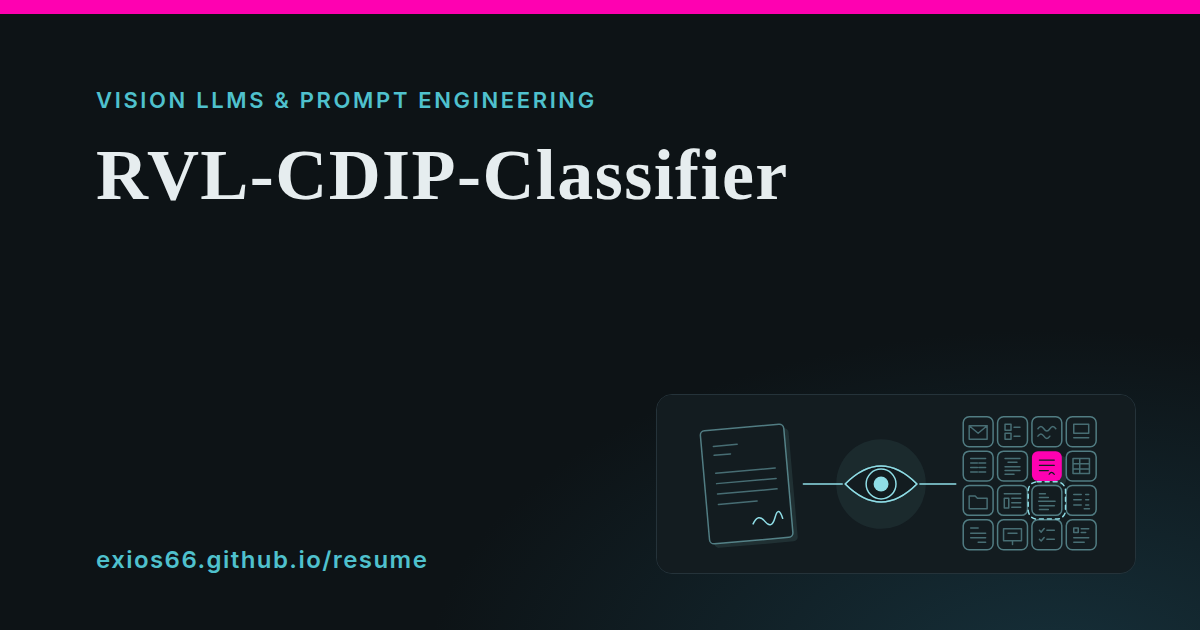 VISION LLMS & PROMPT ENGINEERING
RVL-CDIP-Classifier
exios66.github.io/resume